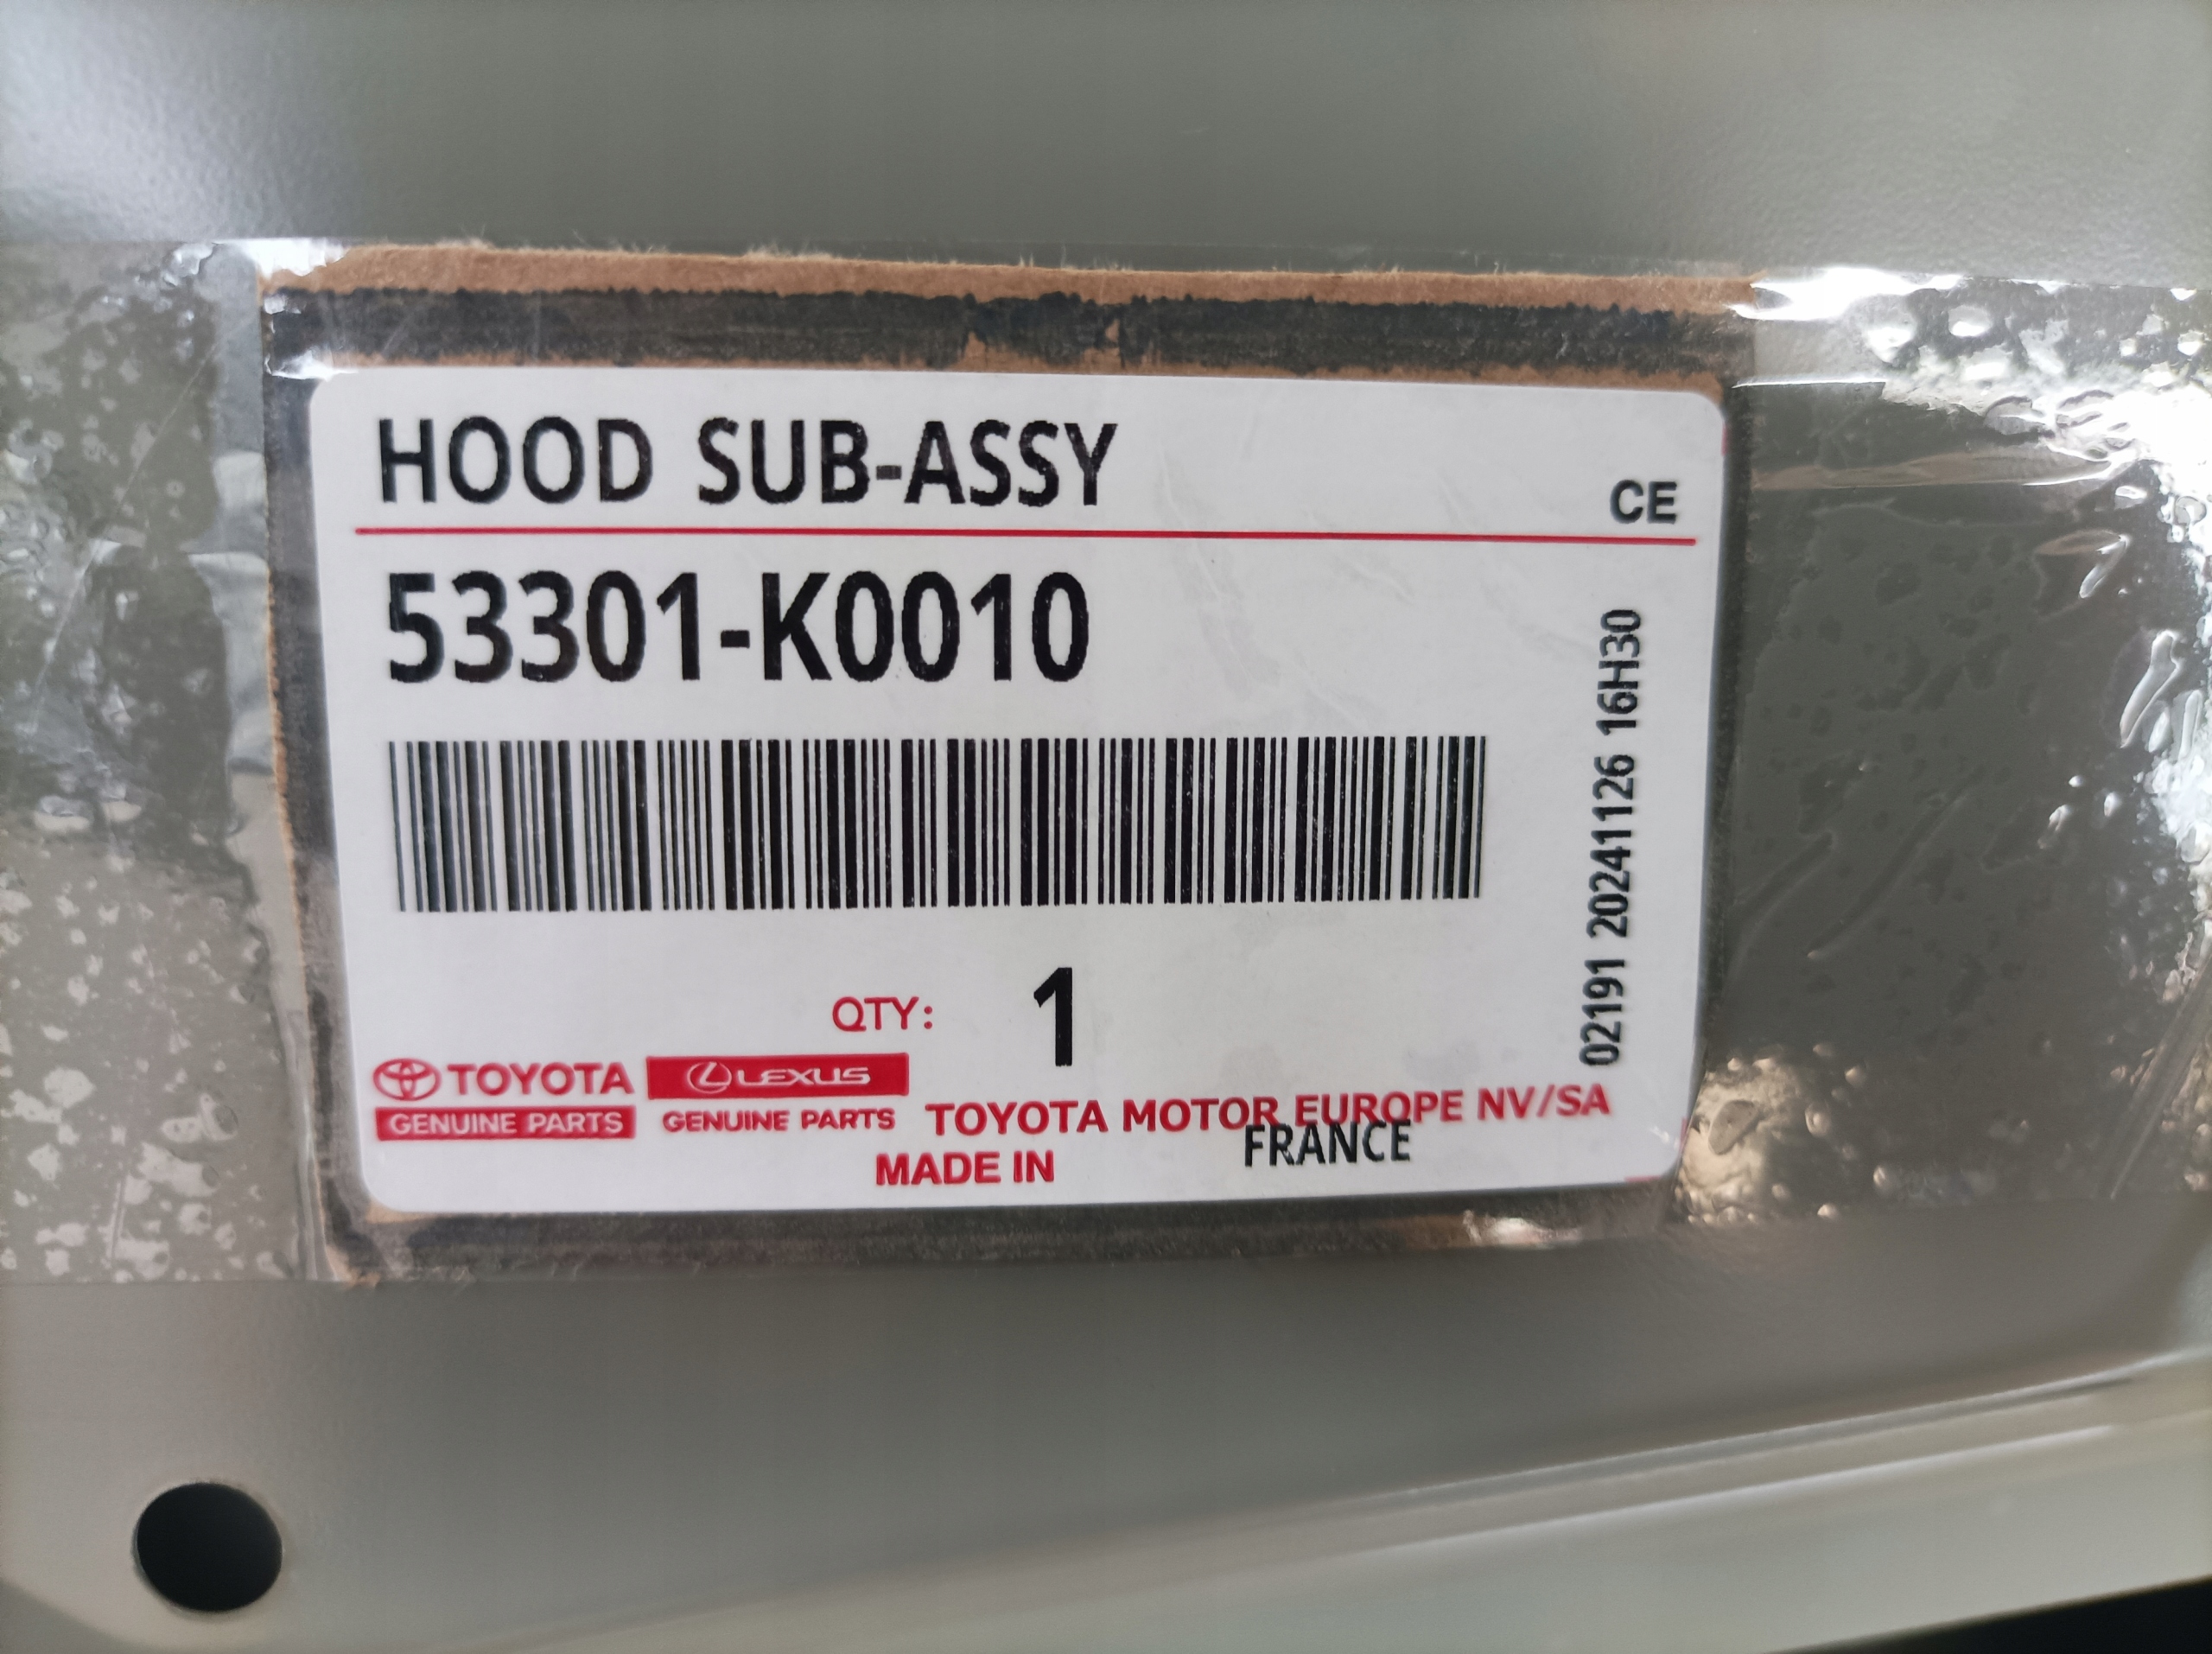 HOOD SUB-ASSY
CE
53301-K0010
02191 20241126 16H30
QTY: 1
TOYOTA
GENUINE PARTS
LEXUS
GENUINE PARTS
TOYOTA MOTOR EUROPE NV/SA
MADE IN FRANCE